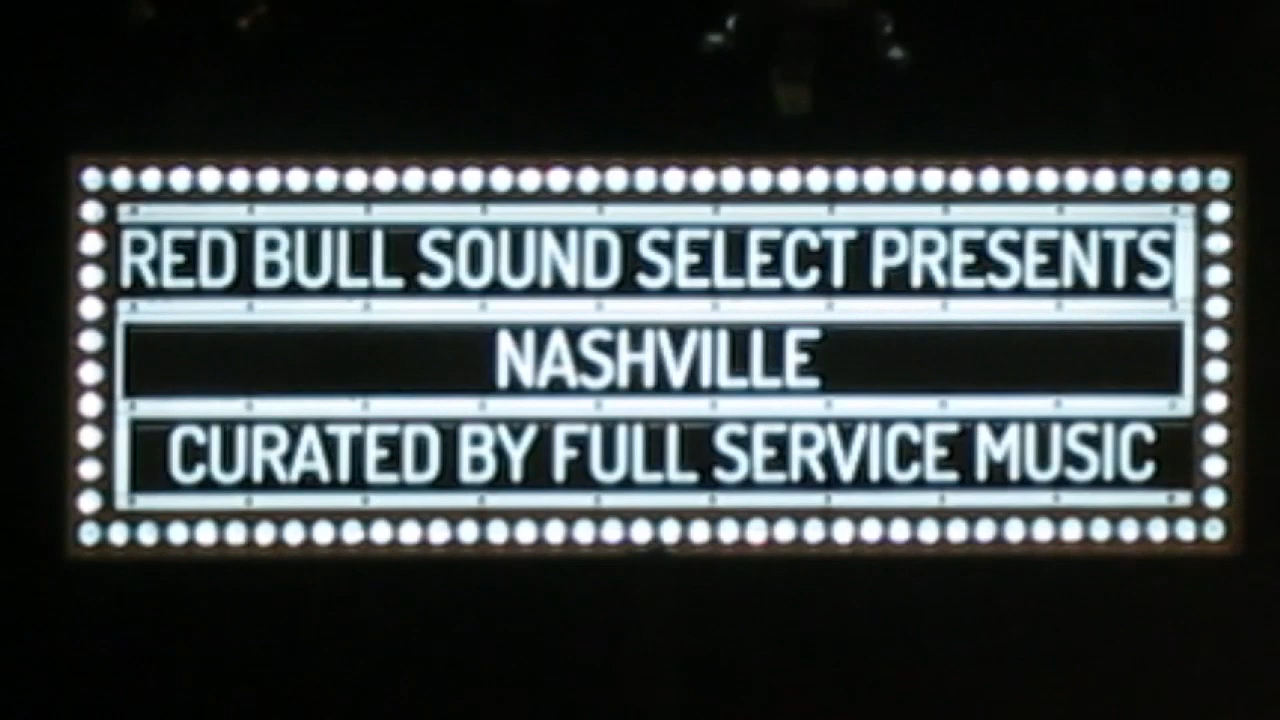 RED BULL SOUND SELECT PRESENTS
NASHVILLE
CURATED BY FULL SERVICE MUSIC